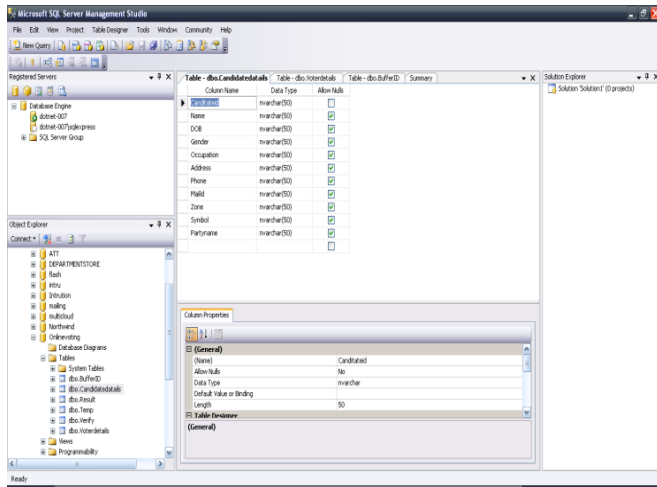 Microsoft SQL Server Management Studio
File Edit View Project Table Designer Tools Window Community Help
New Query
Registered Servers
Database Engine
dotnet-007
dotnet-007\sqlexpress
SQL Server Group
Object Explorer
Connect
ATT
DEPARTMENTSTORE
flash
intru
Intrution
mailing
multicloud
Northwind
Onlinevoting
Database Diagrams
Tables
System Tables
dbo.BufferID
dbo.Candidatedatails
dbo.Result
dbo.Temp
dbo.Verify
dbo.Voterdetails
Views
Programmability
Table - dbo.Candidatedatails Table - dbo.Voterdetails Table - dbo.BufferID Summary
Column Name Data Type Allow Nulls
Canditateid nvarchar(50)
Name nvarchar(50)
DOB nvarchar(50)
Gender nvarchar(50)
Occupation nvarchar(50)
Address nvarchar(50)
Phone nvarchar(50)
Mailid nvarchar(50)
Zone nvarchar(50)
Symbol nvarchar(50)
Partyname nvarchar(50)
Column Properties
(General)
(Name) Canditateid
Allow Nulls No
Data Type nvarchar
Default Value or Binding
Length 50
Table Designer
(General)
Solution Explorer
Solution 'Solution1' (0 projects)
Ready